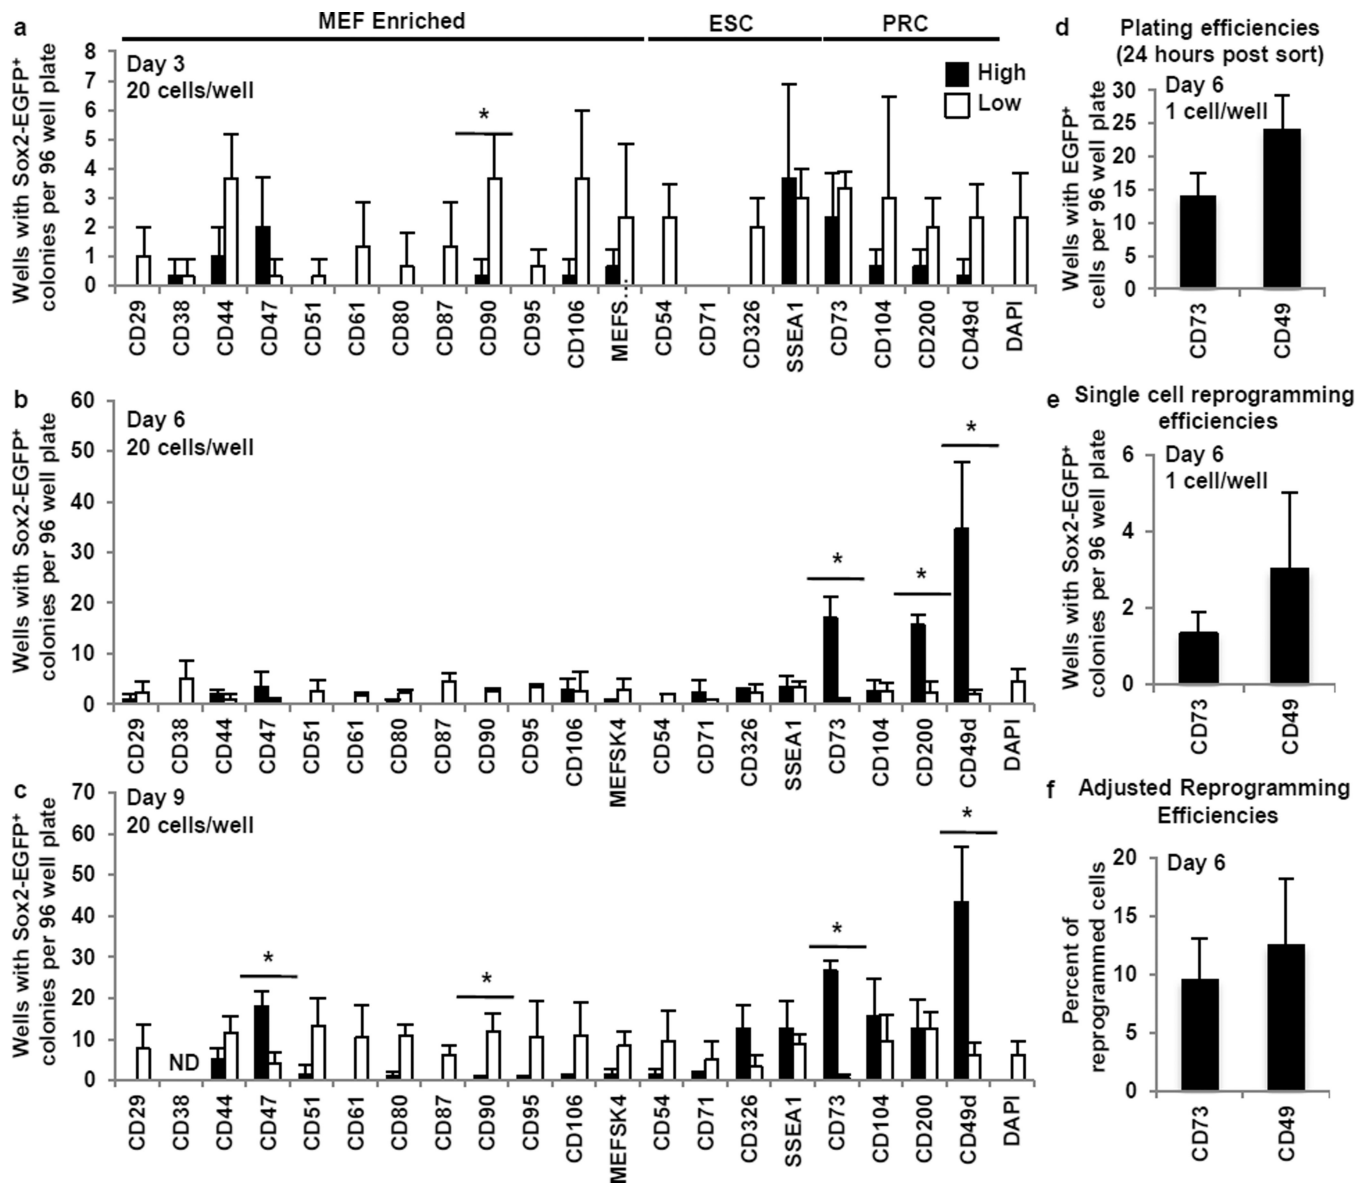 a
MEF Enriched
ESC
PRC
Wells with Sox2-EGFP⁺
colonies per 96 well plate
8
7
6
5
4
3
2
1
0
Day 3
20 cells/well
*
High
Low
CD29
CD38
CD44
CD47
CD51
CD61
CD80
CD87
CD90
CD95
CD106
MEFS...
CD54
CD71
CD326
SSEA1
CD73
CD104
CD200
CD49d
DAPI
b
Wells with Sox2-EGFP⁺
colonies per 96 well plate
60
50
40
30
20
10
0
Day 6
20 cells/well
*
*
*
CD29
CD38
CD44
CD47
CD51
CD61
CD80
CD87
CD90
CD95
CD106
MEFSK4
CD54
CD71
CD326
SSEA1
CD73
CD104
CD200
CD49d
DAPI
c
Wells with Sox2-EGFP⁺
colonies per 96 well plate
70
60
50
40
30
20
10
0
Day 9
20 cells/well
ND
*
*
*
*
CD29
CD38
CD44
CD47
CD51
CD61
CD80
CD87
CD90
CD95
CD106
MEFSK4
CD54
CD71
CD326
SSEA1
CD73
CD104
CD200
CD49d
DAPI
d
Plating efficiencies
(24 hours post sort)
Wells with EGFP⁺
cells per 96 well plate
30
25
20
15
10
5
0
Day 6
1 cell/well
CD73
CD49
e
Single cell reprogramming
efficiencies
Wells with Sox2-EGFP⁺
colonies per 96 well plate
6
4
2
0
Day 6
1 cell/well
CD73
CD49
f
Adjusted Reprogramming
Efficiencies
Percent of
reprogrammed cells
20
15
10
5
0
Day 6
CD73
CD49